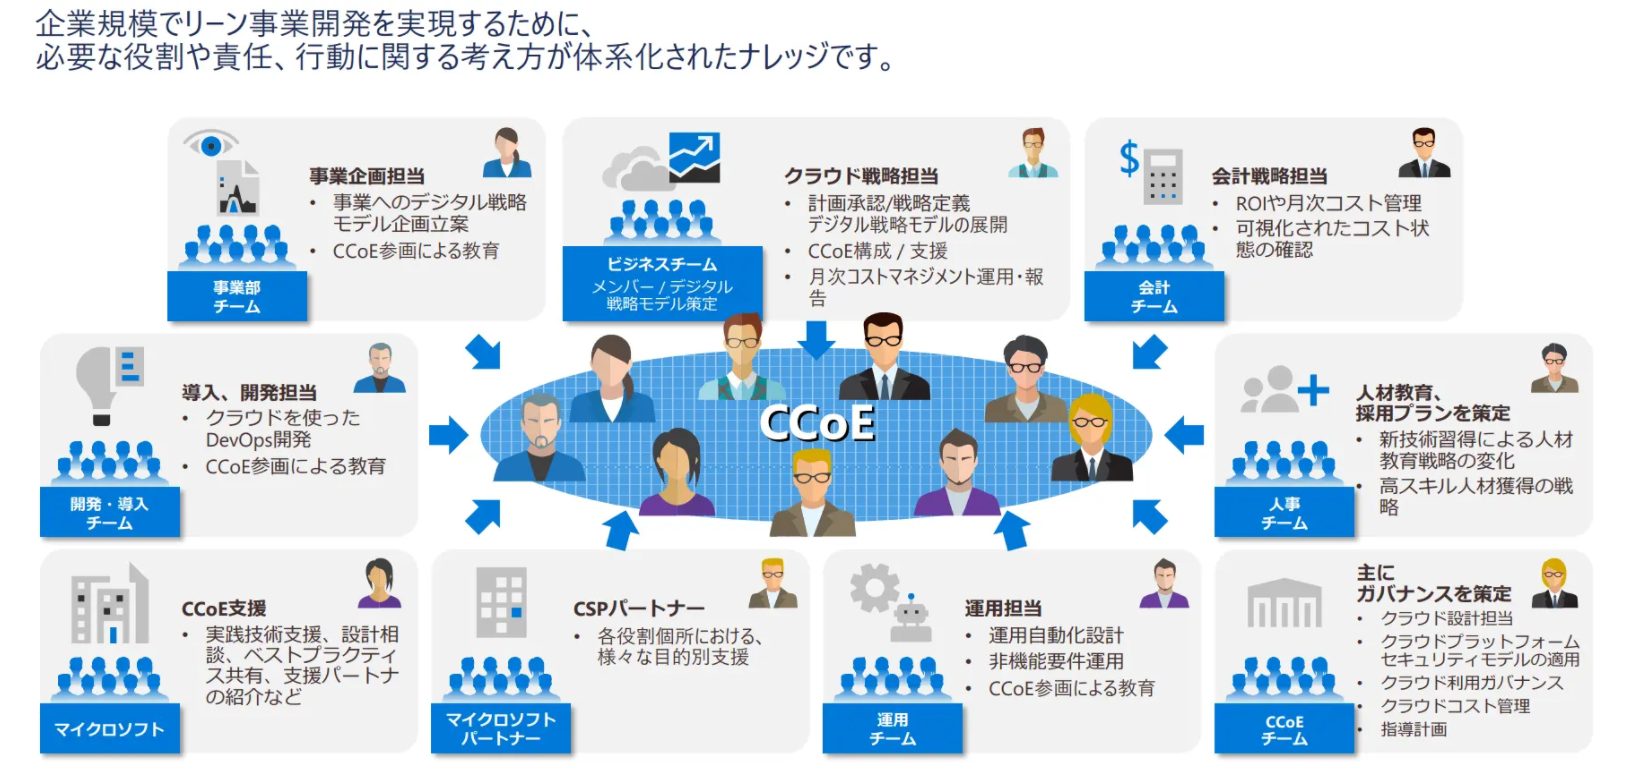 企業規模でリーン事業開発を実現するために、
必要な役割や責任、行動に関する考え方が体系化されたナレッジです。
事業企画担当
• 事業へのデジタル戦略
モデル企画立案
• CCoE参画による教育
事業部
チーム
クラウド戦略担当
• 計画承認/戦略定義
デジタル戦略モデルの展開
• CCoE構成 / 支援
• 月次コストマネジメント運用・報
告
ビジネスチーム
メンバー / デジタル
戦略モデル策定
会計戦略担当
• ROIや月次コスト管理
• 可視化されたコスト状
態の確認
会計
チーム
導入、開発担当
• クラウドを使った
DevOps開発
• CCoE参画による教育
開発・導入
チーム
CCoE
人材教育、
採用プランを策定
• 新技術習得による人材
教育戦略の変化
• 高スキル人材獲得の戦
略
人事
チーム
CCoE支援
• 実践技術支援、設計相
談、ベストプラクティ
ス共有、支援パートナ
の紹介など
マイクロソフト
CSPパートナー
• 各役割個所における、
様々な目的別支援
マイクロソフト
パートナー
運用担当
• 運用自動化設計
• 非機能要件運用
• CCoE参画による教育
運用
チーム
主に
ガバナンスを策定
• クラウド設計担当
• クラウドプラットフォーム
セキュリティモデルの適用
• クラウド利用ガバナンス
• クラウドコスト管理
• 指導計画
CCoE
チーム